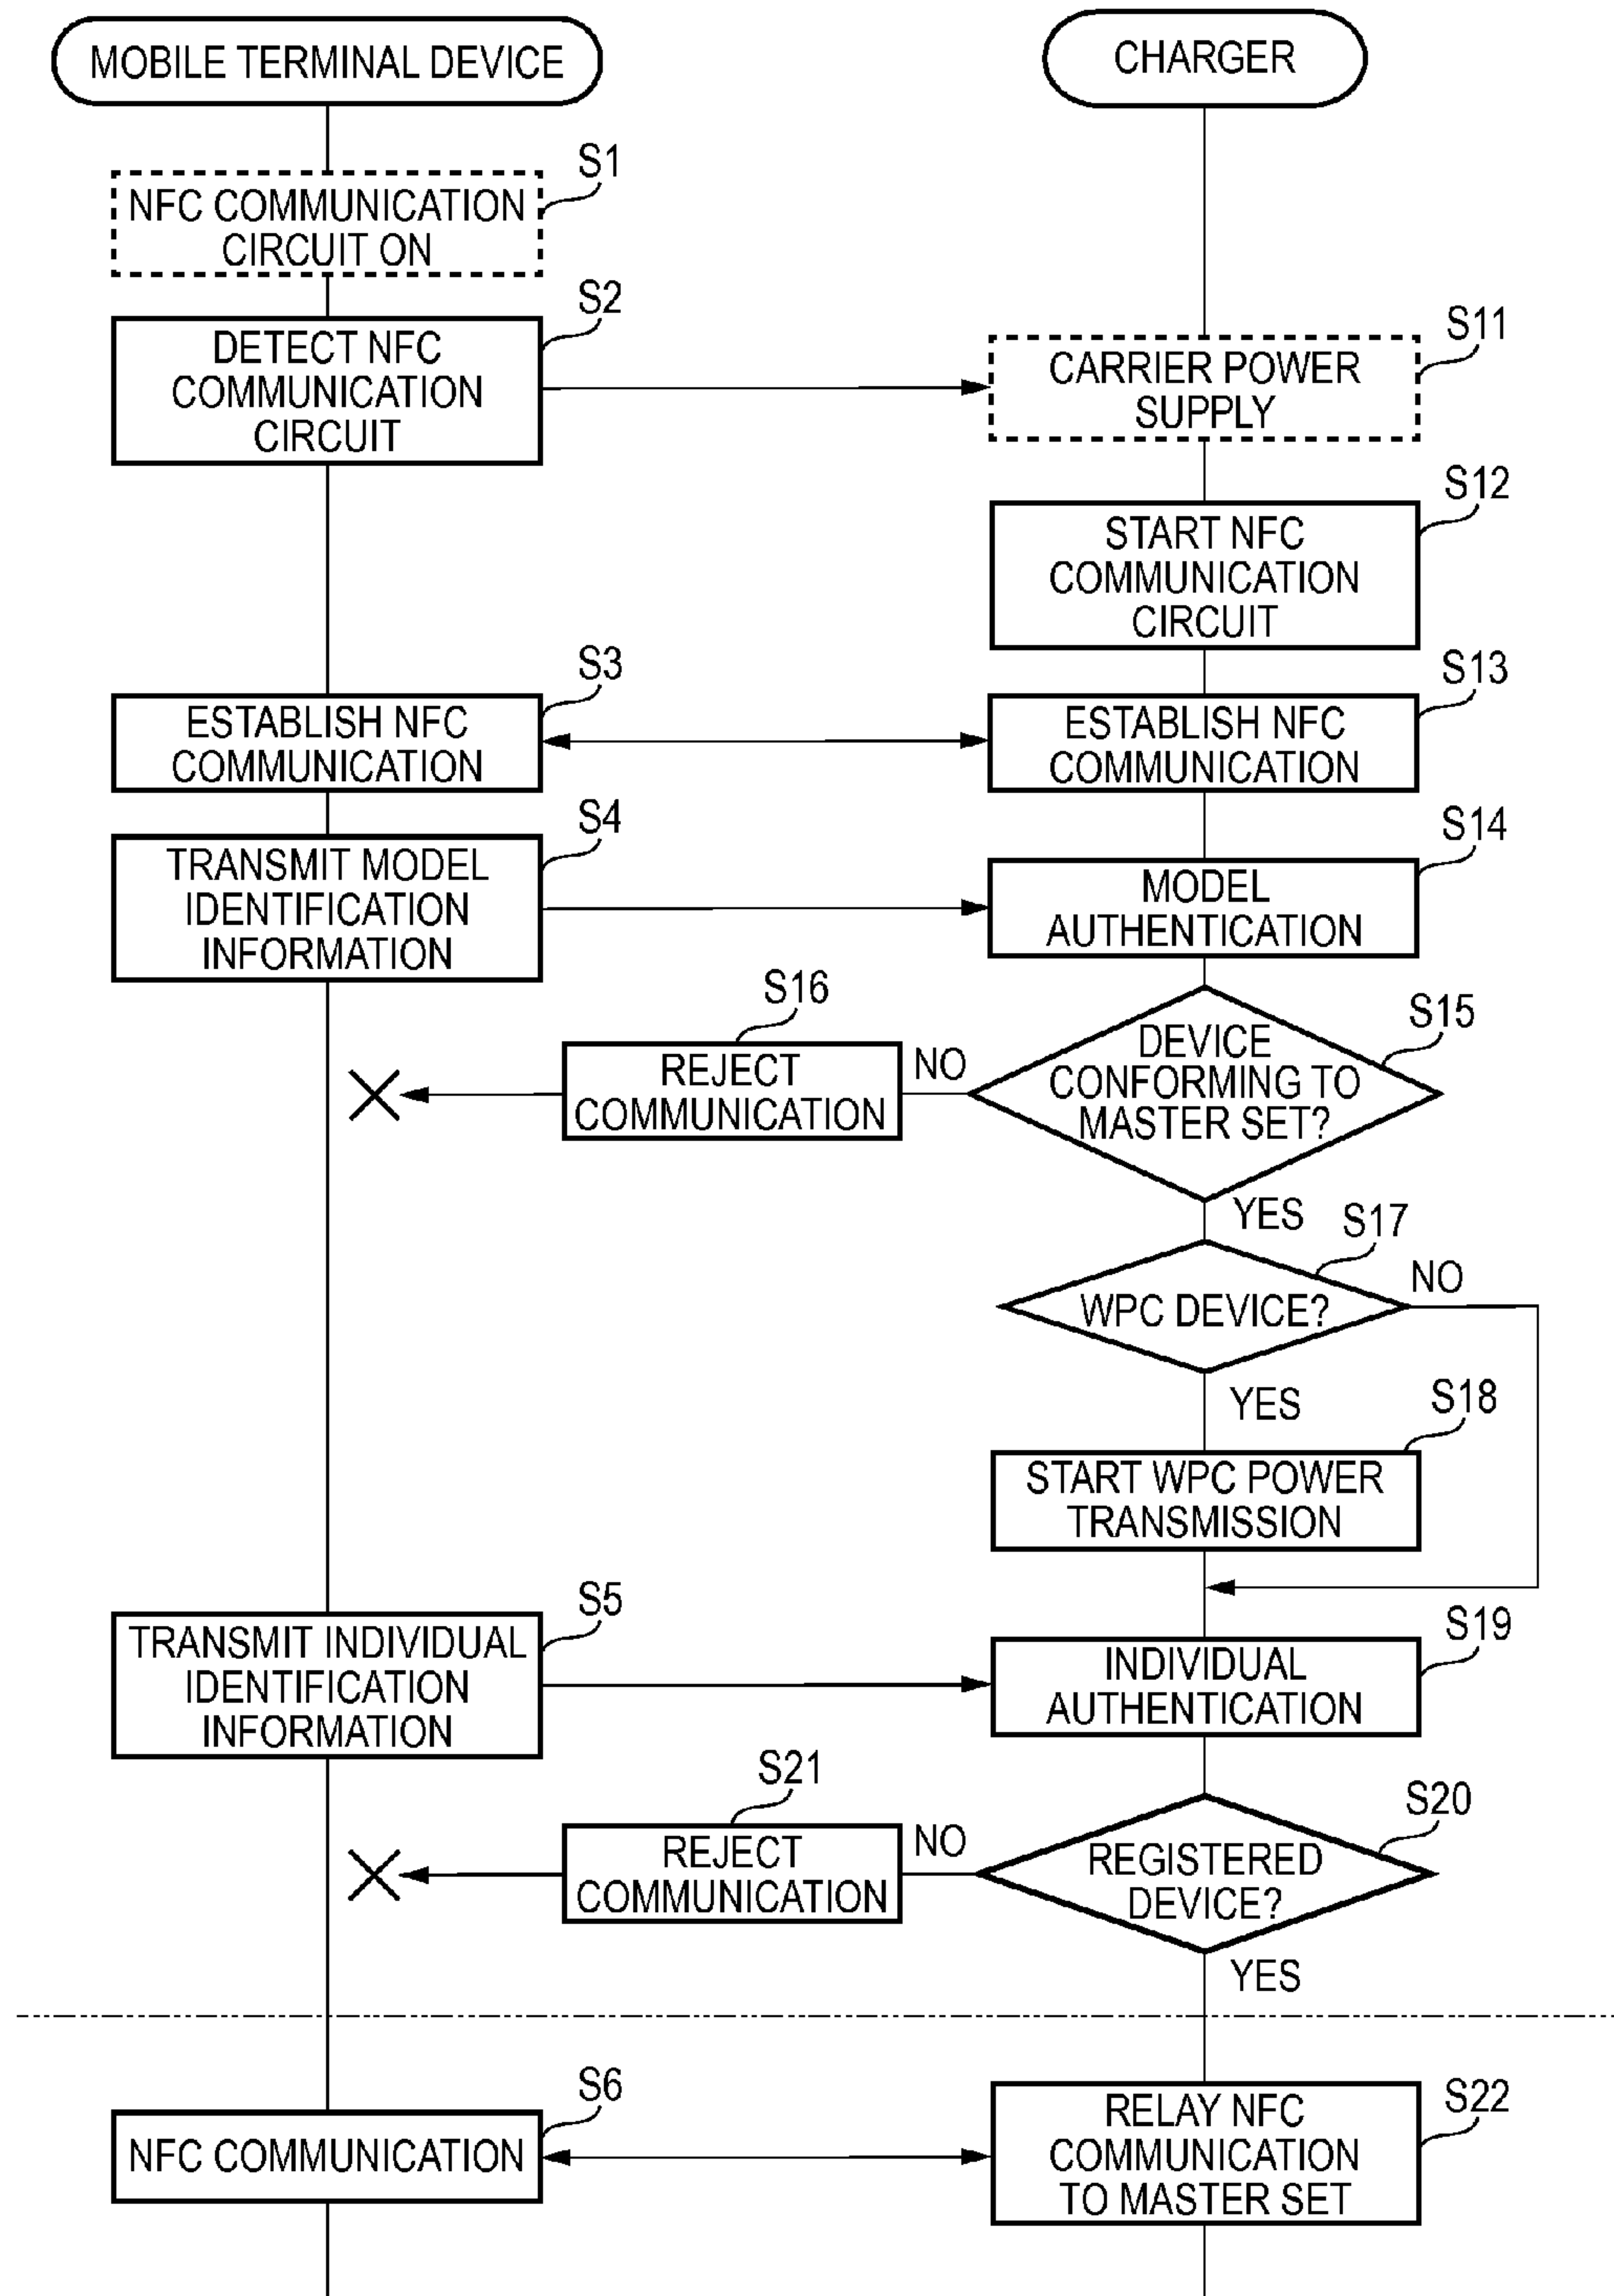 MOBILE TERMINAL DEVICE
CHARGER
S1
NFC COMMUNICATION
CIRCUIT ON
S2
DETECT NFC
COMMUNICATION
CIRCUIT
S11
CARRIER POWER
SUPPLY
S12
START NFC
COMMUNICATION
CIRCUIT
S3
ESTABLISH NFC
COMMUNICATION
S13
ESTABLISH NFC
COMMUNICATION
S4
TRANSMIT MODEL
IDENTIFICATION
INFORMATION
S14
MODEL
AUTHENTICATION
S15
DEVICE
CONFORMING TO
MASTER SET?
NO
S16
REJECT
COMMUNICATION
YES
S17
WPC DEVICE?
NO
YES
S18
START WPC POWER
TRANSMISSION
S5
TRANSMIT INDIVIDUAL
IDENTIFICATION
INFORMATION
S19
INDIVIDUAL
AUTHENTICATION
S20
REGISTERED
DEVICE?
NO
S21
REJECT
COMMUNICATION
YES
S6
NFC COMMUNICATION
S22
RELAY NFC
COMMUNICATION
TO MASTER SET